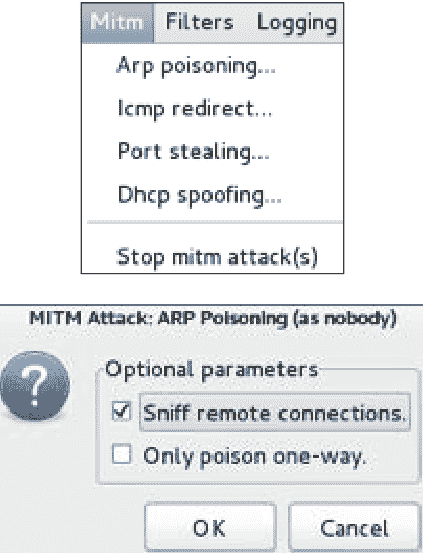 Mitm Filters Logging
Arp poisoning...
Icmp redirect...
Port stealing...
Dhcp spoofing...
Stop mitm attack(s)
MITM Attack: ARP Poisoning (as nobody)
?
Optional parameters
Sniff remote connections.
Only poison one-way.
OK Cancel